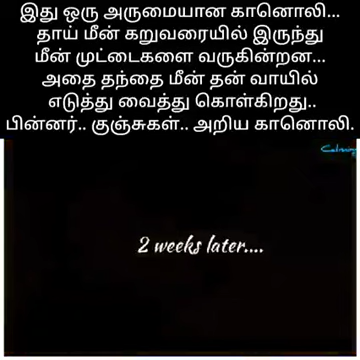 இது ஒரு அருமையான கானொலி...
தாய் மீன் கறுவரையில் இருந்து
மீன் முட்டைகளை வருகின்றன...
அதை தந்தை மீன் தன் வாயில்
எடுத்து வைத்து கொள்கிறது..
பின்னர்.. குஞ்சுகள்.. அறிய கானொலி.
2 weeks later....